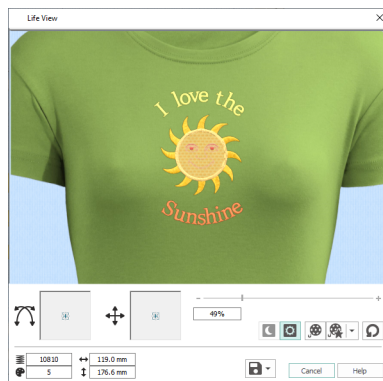 Life View
I love the
Sunshine
49%
10810
119.0 mm
5
176.6 mm
Cancel
Help